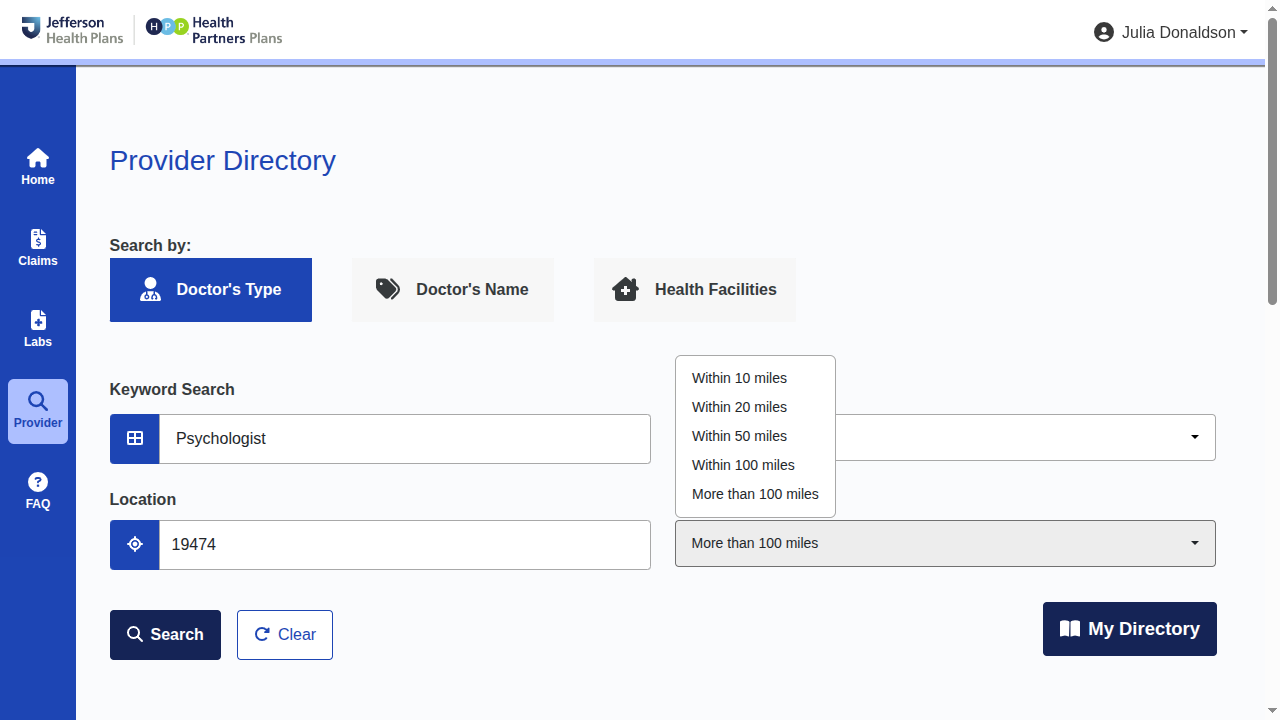 Jefferson
Health Plans
HPP
Health
Partners Plans
Julia Donaldson
Home
Claims
Labs
Provider
FAQ
Provider Directory
Search by:
Doctor's Type
Doctor's Name
Health Facilities
Keyword Search
Psychologist
Within 10 miles
Within 20 miles
Within 50 miles
Within 100 miles
More than 100 miles
Location
19474
More than 100 miles
Search
Clear
My Directory